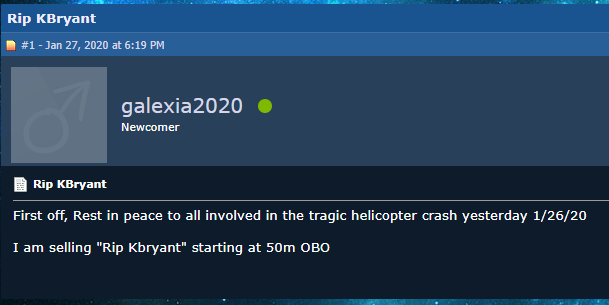 Rip KBryant
#1 - Jan 27, 2020 at 6:19 PM
galexia2020
Newcomer
Rip KBryant
First off, Rest in peace to all involved in the tragic helicopter crash yesterday 1/26/20
I am selling "Rip Kbryant" starting at 50m OBO